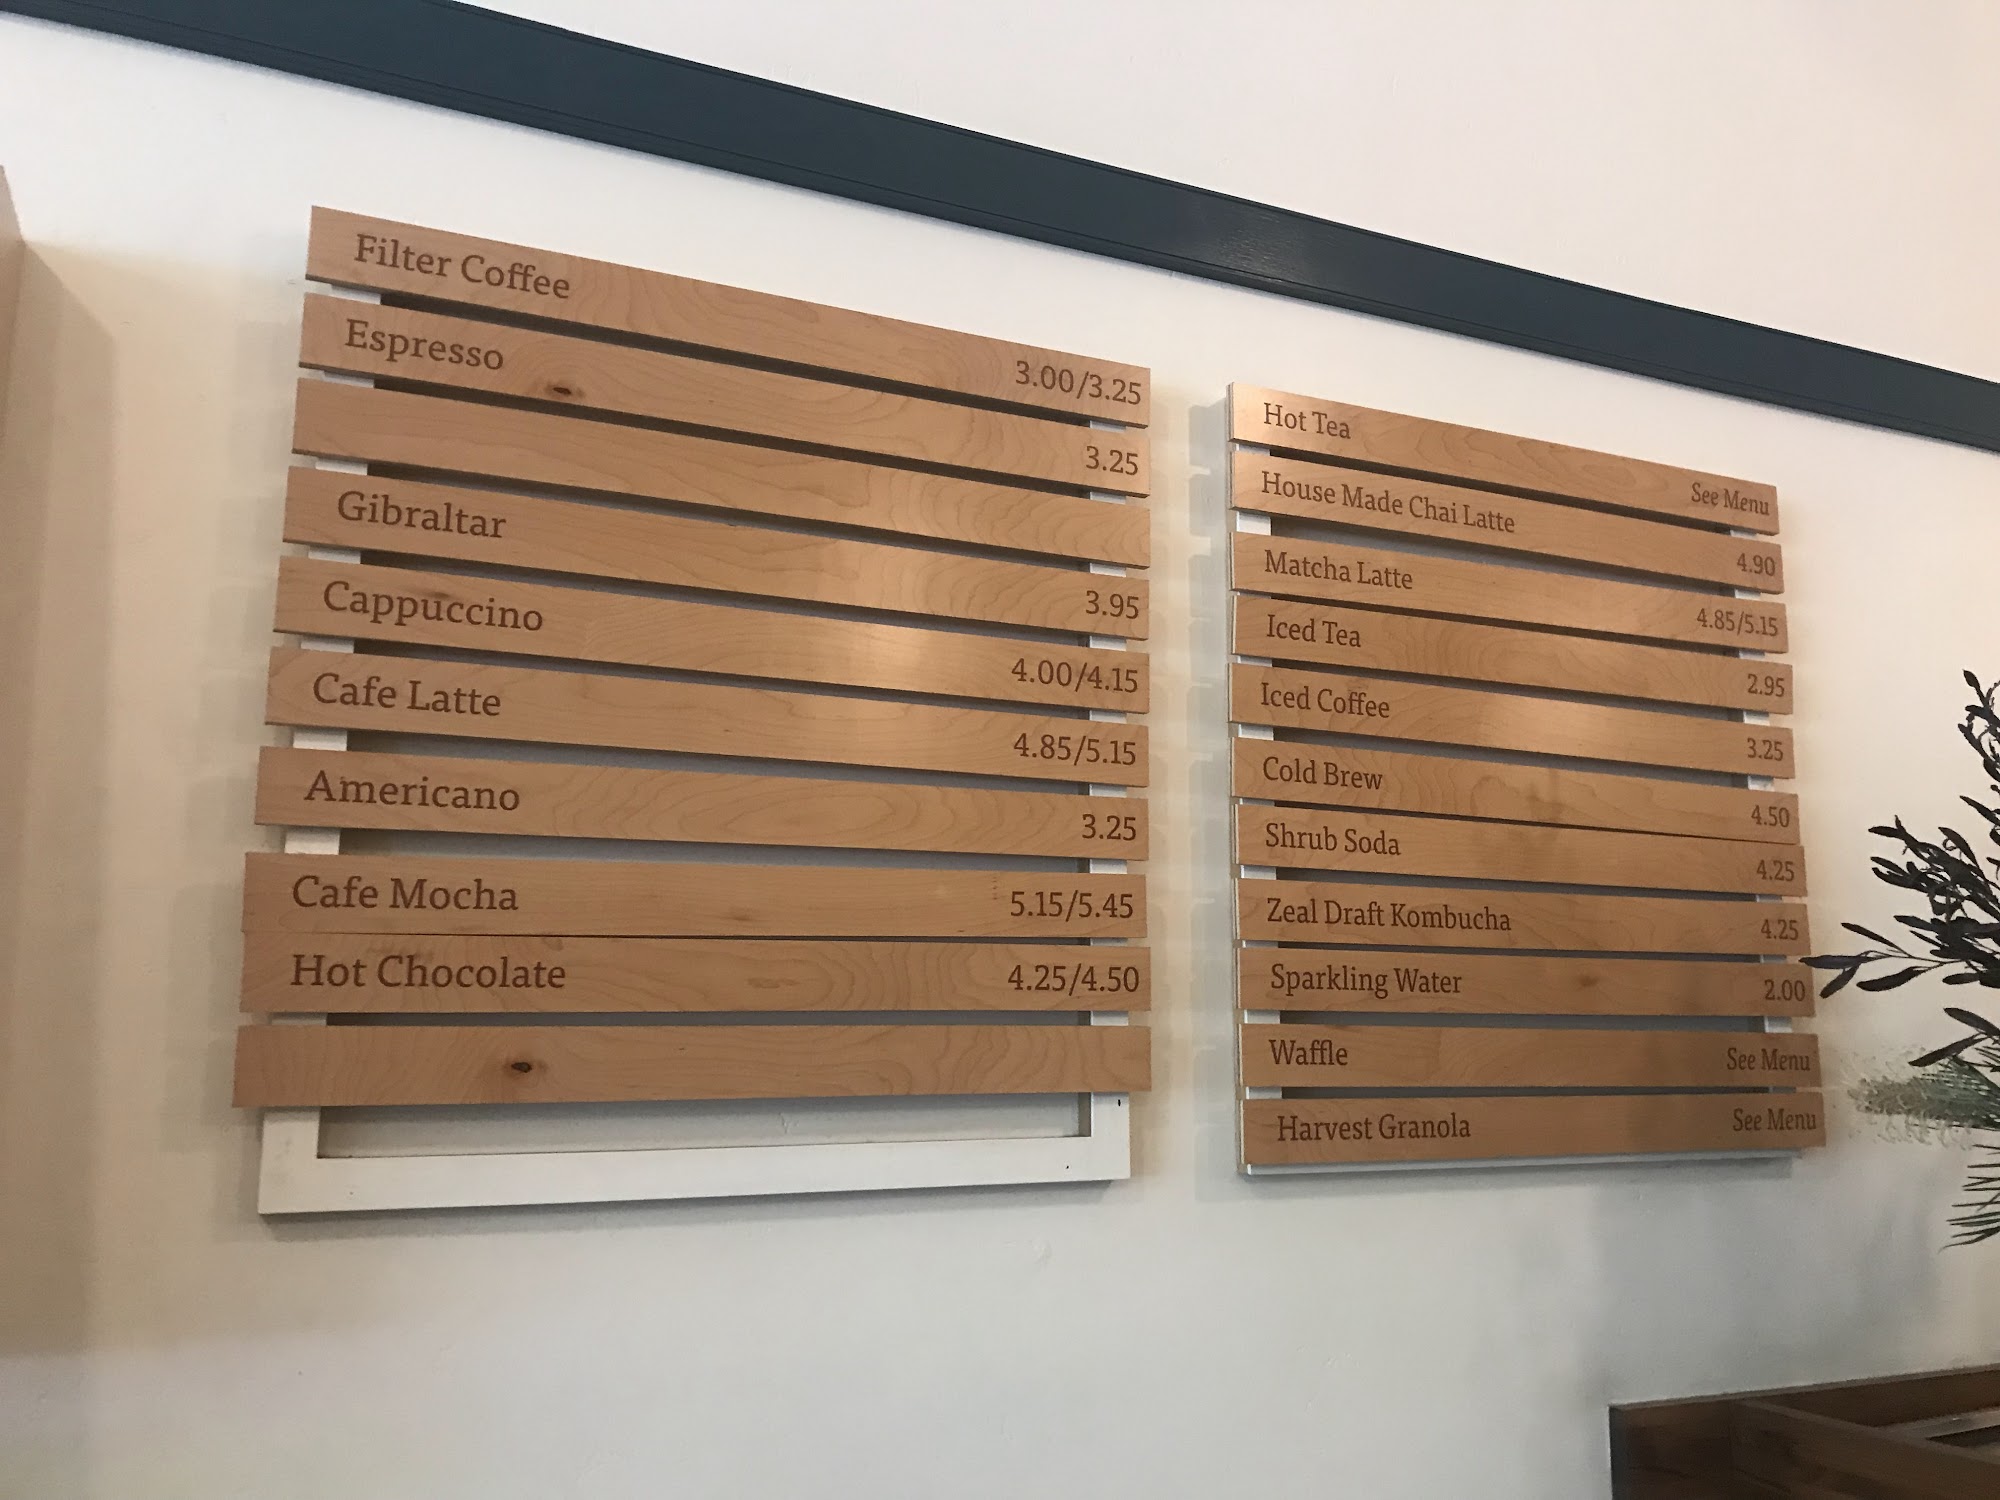 Filter Coffee 3.00/3.25
Espresso 3.25
Gibraltar 3.95
Cappuccino 4.00/4.15
Cafe Latte 4.85/5.15
Americano 3.25
Cafe Mocha 5.15/5.45
Hot Chocolate 4.25/4.50
Hot Tea See Menu
House Made Chai Latte 4.90
Matcha Latte 4.85/5.15
Iced Tea 2.95
Iced Coffee 3.25
Cold Brew 4.50
Shrub Soda 4.25
Zeal Draft Kombucha 4.25
Sparkling Water 2.00
Waffle See Menu
Harvest Granola See Menu